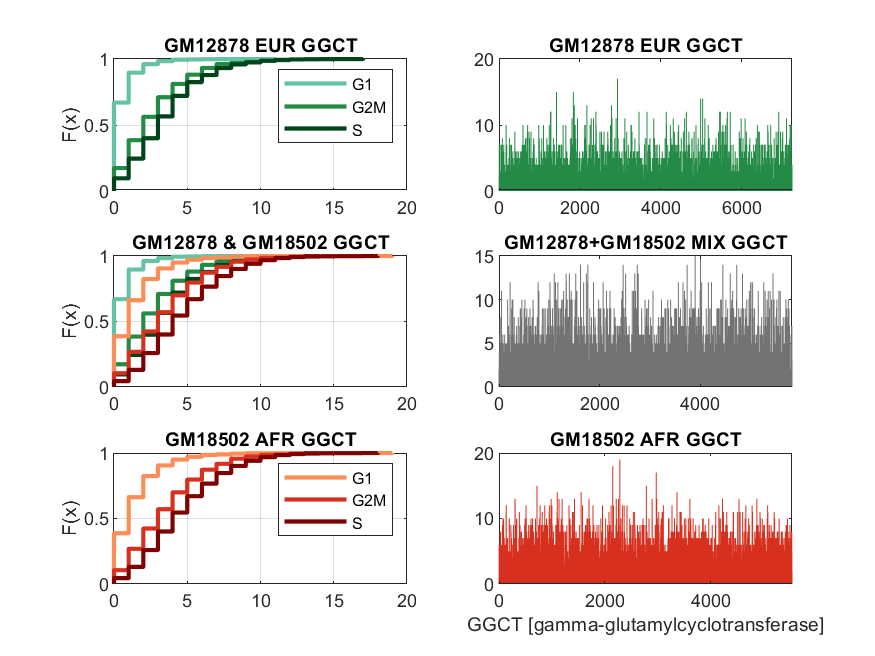 GM12878 EUR GGCT
1
0.5
0
F(x)
G1
G2M
S
0 5 10 15 20
GM12878 EUR GGCT
20
10
0
0 2000 4000 6000
GM12878 & GM18502 GGCT
1
0.5
0
F(x)
0 5 10 15 20
GM12878+GM18502 MIX GGCT
15
10
5
0
0 2000 4000
GM18502 AFR GGCT
1
0.5
0
F(x)
G1
G2M
S
0 5 10 15 20
GM18502 AFR GGCT
20
10
0
0 2000 4000
GGCT [gamma-glutamylcyclotransferase]